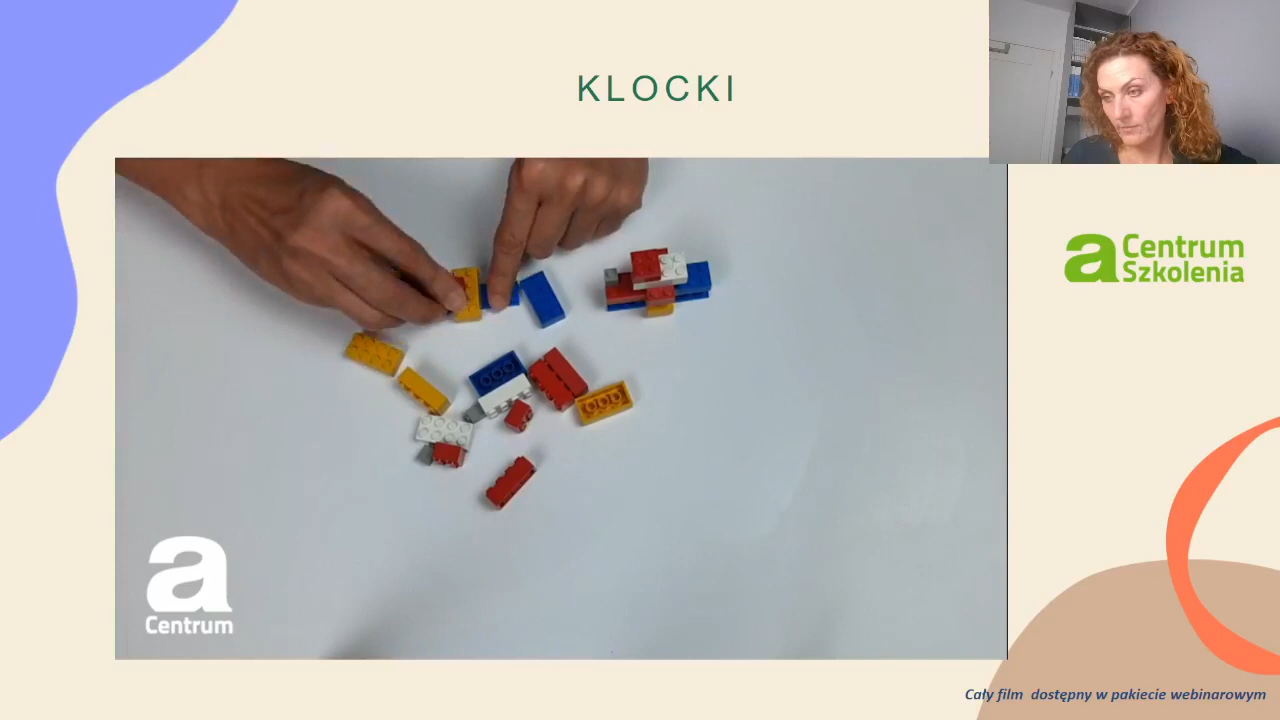 KLOCKI
a Centrum
Szkolenia
a
Centrum
Cały film dostępny w pakiecie webinarowym